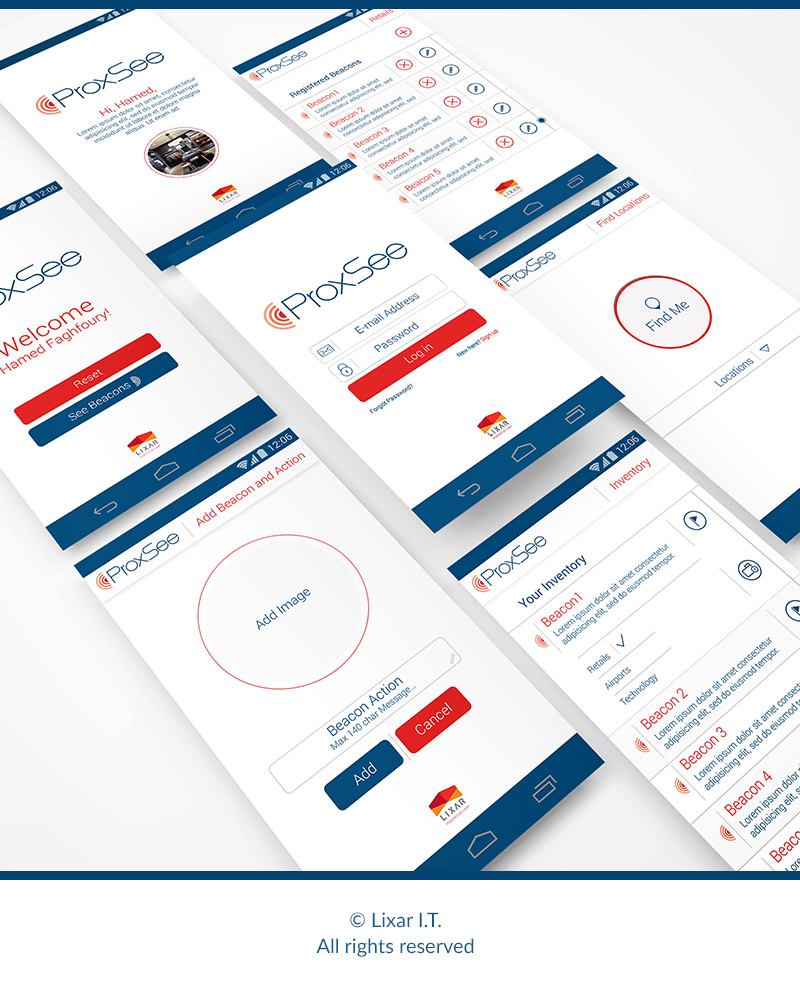 ProxSee
Hi, Hamed,
Lorem ipsum dolor sit amet, consectetur
adipisicing elit, sed do eiusmod tempor
incididunt ut labore et dolore magna
aliqua. Ut enim ad.
LIXAR
Retails
ProxSee
Registered Beacons
Beacon1
Lorem ipsum dolor sit amet
consectetur adipisicing elit, sed
Beacon 2
Lorem ipsum dolor sit amet
consectetur adipisicing elit, sed
Beacon 3
Lorem ipsum dolor sit amet
consectetur adipisicing elit, sed
Beacon 4
Lorem ipsum dolor sit amet
consectetur adipisicing elit, sed
Beacon 5
Lorem ipsum dolor sit amet
consectetur adipisicing elit, sed
LIXAR
12:06
oxSee
Welcome
Hamed Faghfoury!
Reset
See Beacons
LIXAR
12:06
ProxSee
E-mail Address
Password
Log in
New here? Sign up
Forgot Password?
LIXAR
12:06
ProxSee
Find Locations
Find Me
Locations
12:06
ProxSee
Add Beacon and Action
Add Image
Beacon Action
Max 140 char Message...
Add
Cancel
LIXAR
12:06
ProxSee
Inventory
Your Inventory
Beacon1
Lorem ipsum dolor sit amet consectetur
adipisicing elit, sed do eiusmod tempor.
Retails
Airports
Technology
Beacon 2
Lorem ipsum dolor sit amet consectetur
adipisicing elit, sed do eiusmod tempor.
Beacon 3
Lorem ipsum dolor sit amet consectetur
adipisicing elit, sed do eiusmod
Beacon 4
Lorem ipsum dolor
adipisicing elit, sed
Beaco
Lorem
© Lixar I.T.
All rights reserved